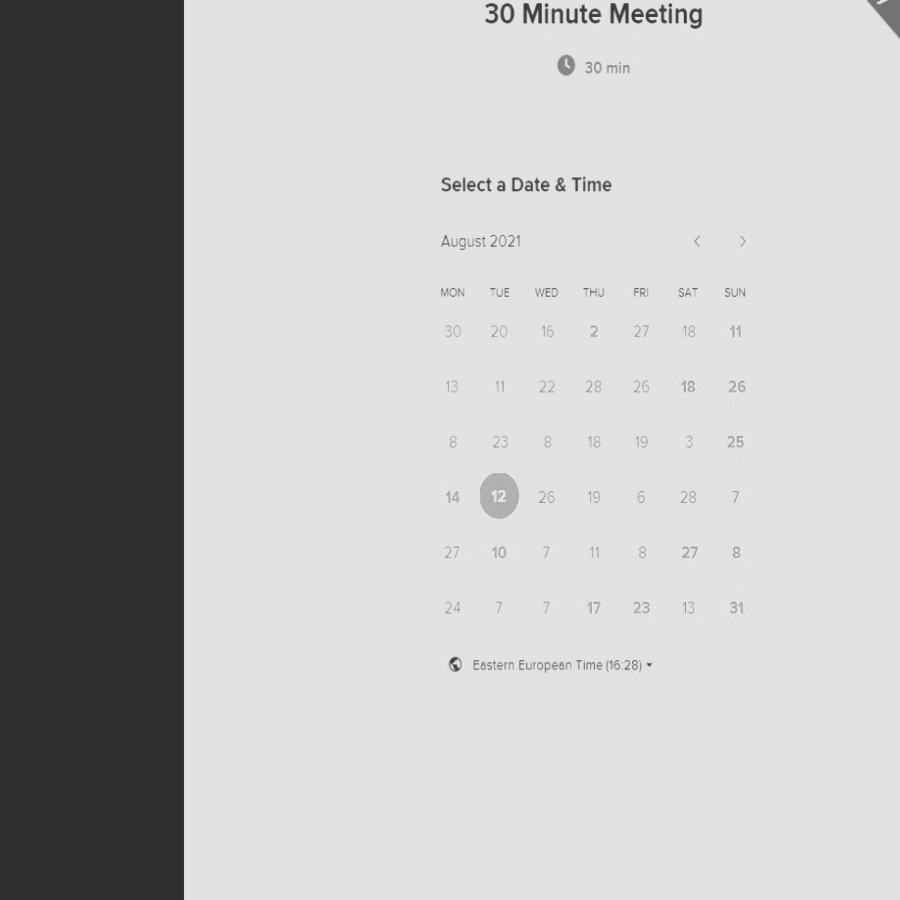 30 Minute Meeting
30 min
Select a Date & Time
August 2021
MON TUE WED THU FRI SAT SUN
30 20 16 2 27 18 11
13 11 22 28 26 18 26
8 23 8 18 19 3 25
14 12 26 19 6 28 7
27 10 7 11 8 27 8
24 7 7 17 23 13 31
Eastern European Time (16:28)